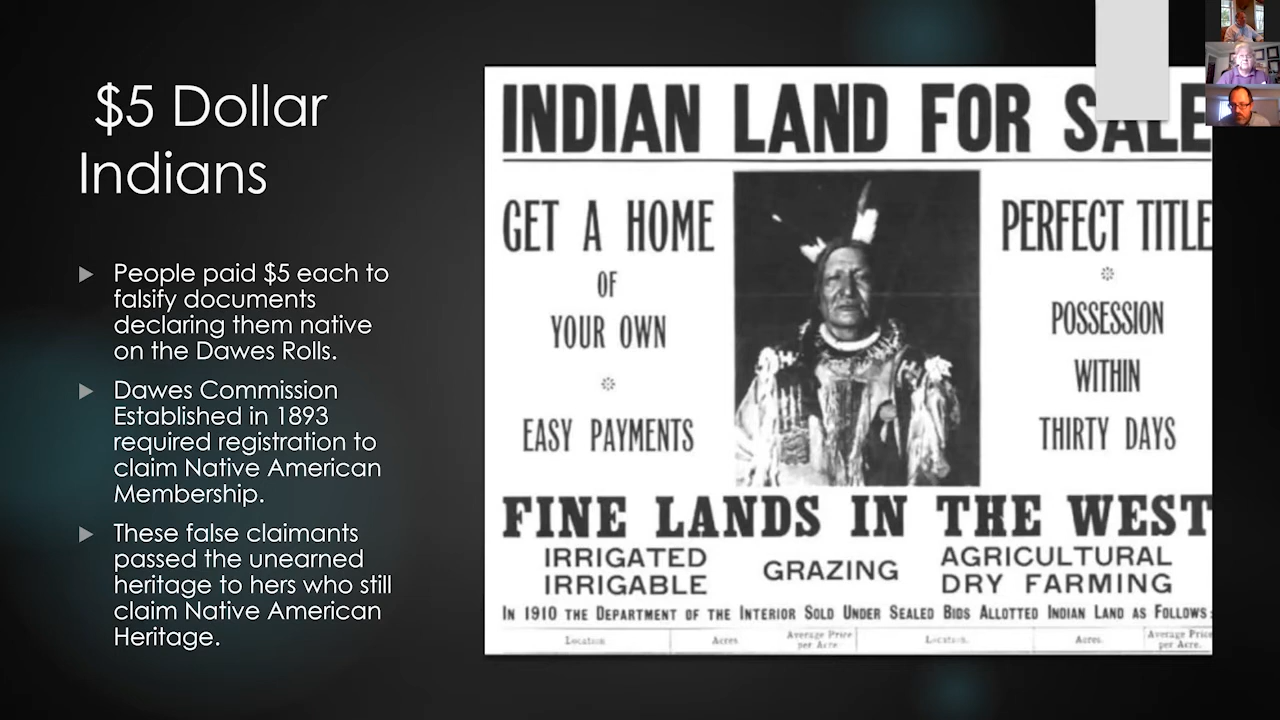 $5 Dollar
Indians
People paid $5 each to
falsify documents
declaring them native
on the Dawes Rolls.
Dawes Commission
Established in 1893
required registration to
claim Native American
Membership.
These false claimants
passed the unearned
heritage to hers who still
claim Native American
Heritage.
INDIAN LAND FOR SALE
GET A HOME
OF
YOUR OWN
EASY PAYMENTS
PERFECT TITLE
POSSESSION
WITHIN
THIRTY DAYS
FINE LANDS IN THE WEST
IRRIGATED
IRRIGABLE
GRAZING
AGRICULTURAL
DRY FARMING
IN 1910 THE DEPARTMENT OF THE INTERIOR SOLD UNDER SEALED BIDS ALLOTTED INDIAN LAND AS FOLLOWS:
Location. Acres. Average Price per Acre. Location. Acres. Average Price per Acre.